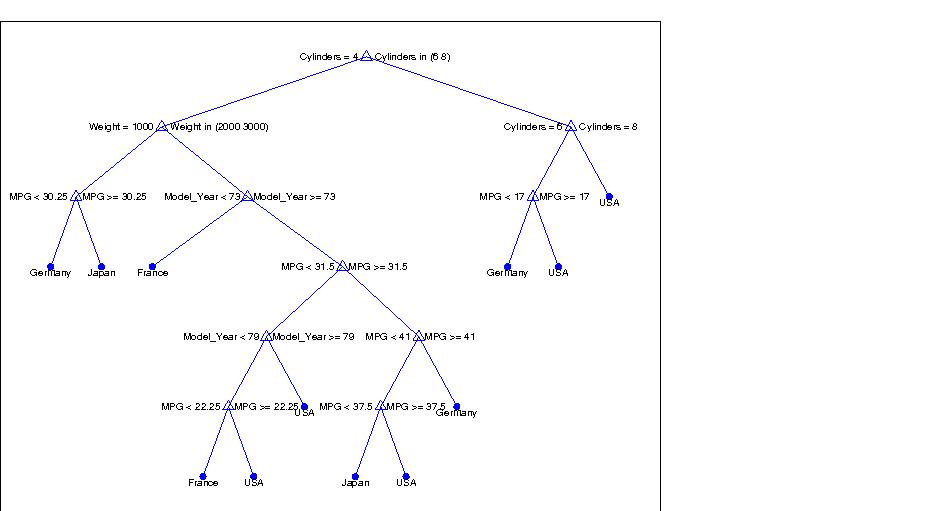 Cylinders = 4 Cylinders in (6 8)
Weight = 1000 Weight in (2000 3000) Cylinders = 6 Cylinders = 8
MPG < 30.25 MPG >= 30.25 Model_Year < 73 Model_Year >= 73 MPG < 17 MPG >= 17 USA
Germany Japan France MPG < 31.5 MPG >= 31.5 Germany USA
Model_Year < 79 Model_Year >= 79 MPG < 41 MPG >= 41
MPG < 22.25 MPG >= 22.25 USA MPG < 37.5 MPG >= 37.5 Germany
France USA Japan USA